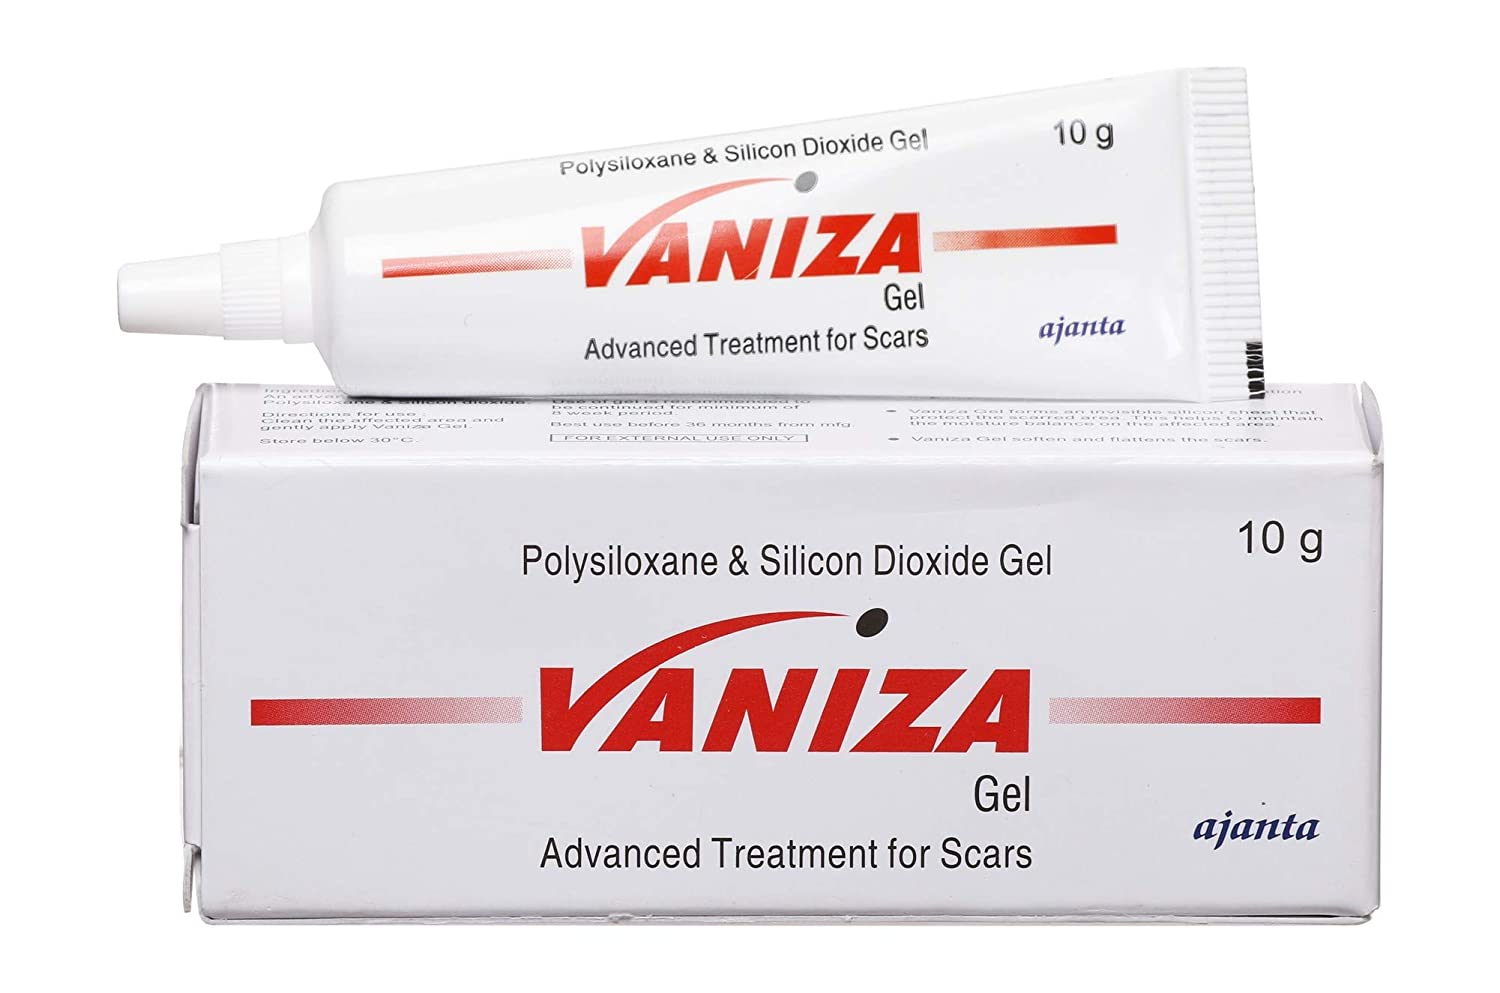 Polysiloxane & Silicon Dioxide Gel
10 g
VANIZA
Gel
Advanced Treatment for Scars
ajanta
An
Polysiloxane &
Directions for use :
Clean the affected area and
gently apply Vaniza Gel.
Store below 30°C.
be continued for minimum of
8 week period
Best use before 36 months from mfg.
FOR EXTERNAL USE ONLY
• Vaniza Gel forms an invisible silicon sheet that
protect the scarred area. This helps to maintain
the moisture balance on the affected area.
• Vaniza Gel soften and flattens the scars.
Polysiloxane & Silicon Dioxide Gel
10 g
VANIZA
Gel
Advanced Treatment for Scars
ajanta